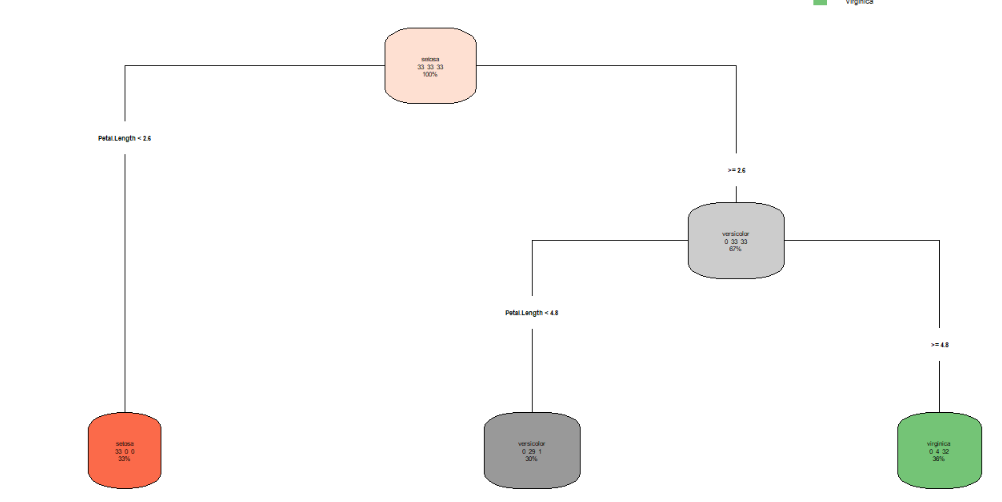 virginica
setosa
33 33 33
100%
Petal.Length < 2.6
>= 2.6
versicolor
0 33 33
67%
Petal.Length < 4.8
>= 4.8
setosa
33 0 0
33%
versicolor
0 29 1
30%
virginica
0 4 32
36%